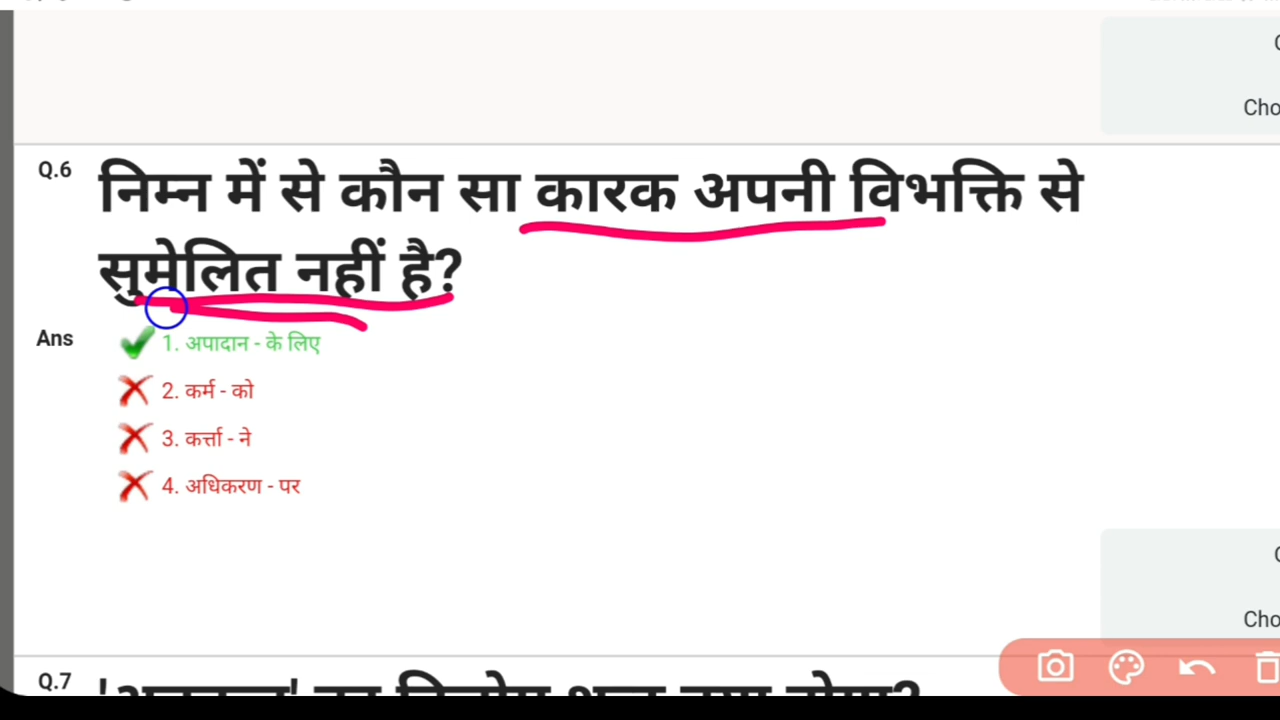 Cho
Q.6 निम्न में से कौन सा कारक अपनी विभक्ति से
सुमेलित नहीं है?
Ans 1. अपादान - के लिए
2. कर्म - को
3. कर्त्ता - ने
4. अधिकरण - पर
Cho
Q.7